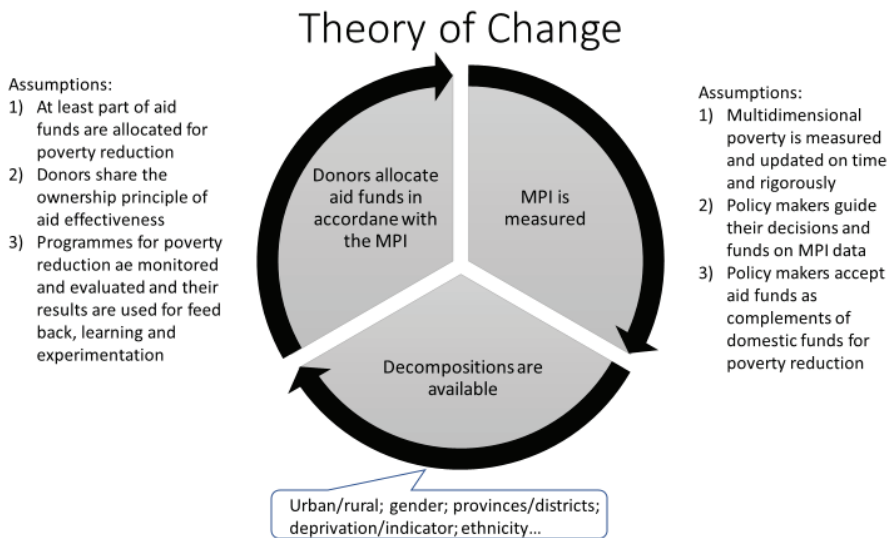 Theory of Change
Assumptions:
1) At least part of aid
funds are allocated for
poverty reduction
2) Donors share the
ownership principle of
aid effectiveness
3) Programmes for poverty
reduction ae monitored
and evaluated and their
results are used for feed
back, learning and
experimentation
Donors allocate
aid funds in
accordane with
the MPI
MPI is
measured
Decompositions are
available
Urban/rural; gender; provinces/districts;
deprivation/indicator; ethnicity...
Assumptions:
1) Multidimensional
poverty is measured
and updated on time
and rigorously
2) Policy makers guide
their decisions and
funds on MPI data
3) Policy makers accept
aid funds as
complements of
domestic funds for
poverty reduction